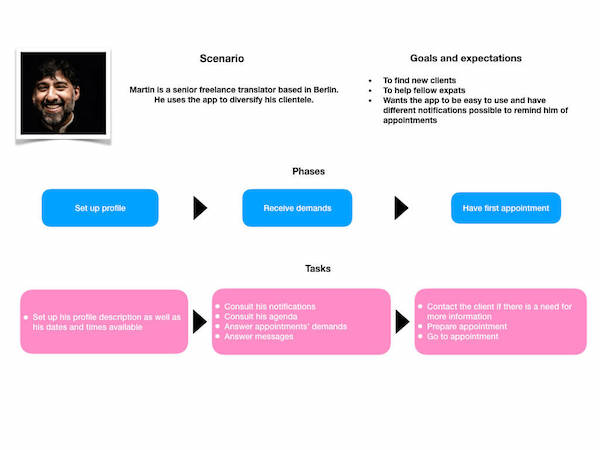 Scenario
Martin is a senior freelance translator based in Berlin.
He uses the app to diversify his clientele.
Goals and expectations
• To find new clients
• To help fellow expats
• Wants the app to be easy to use and have
different notifications possible to remind him of
appointments
Phases
Set up profile
Receive demands
Have first appointment
Tasks
• Set up his profile description as well as
his dates and times available
• Consult his notifications
• Consult his agenda
• Answer appointments' demands
• Answer messages
• Contact the client if there is a need for
more information
• Prepare appointment
• Go to appointment